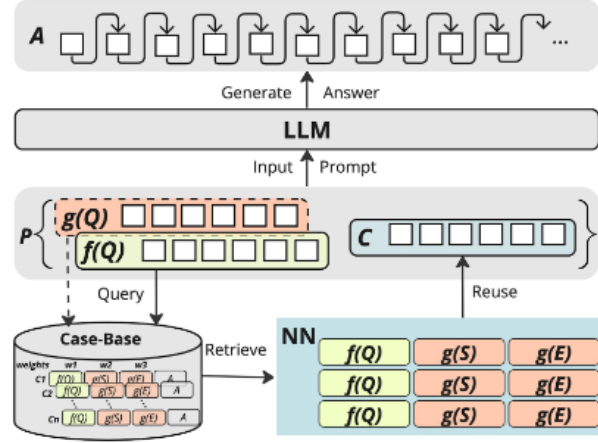 A ...
Generate Answer
LLM
Input Prompt
P g(Q)
f(Q) C
Query Reuse
Case-Base
Retrieve
NN
weights w1 w2 w3
C1 f(Q) g(S) g(E) A
C2 f(Q) g(S) g(E) A
Cn f(Q) g(S) g(E) A
f(Q) g(S) g(E)
f(Q) g(S) g(E)
f(Q) g(S) g(E)